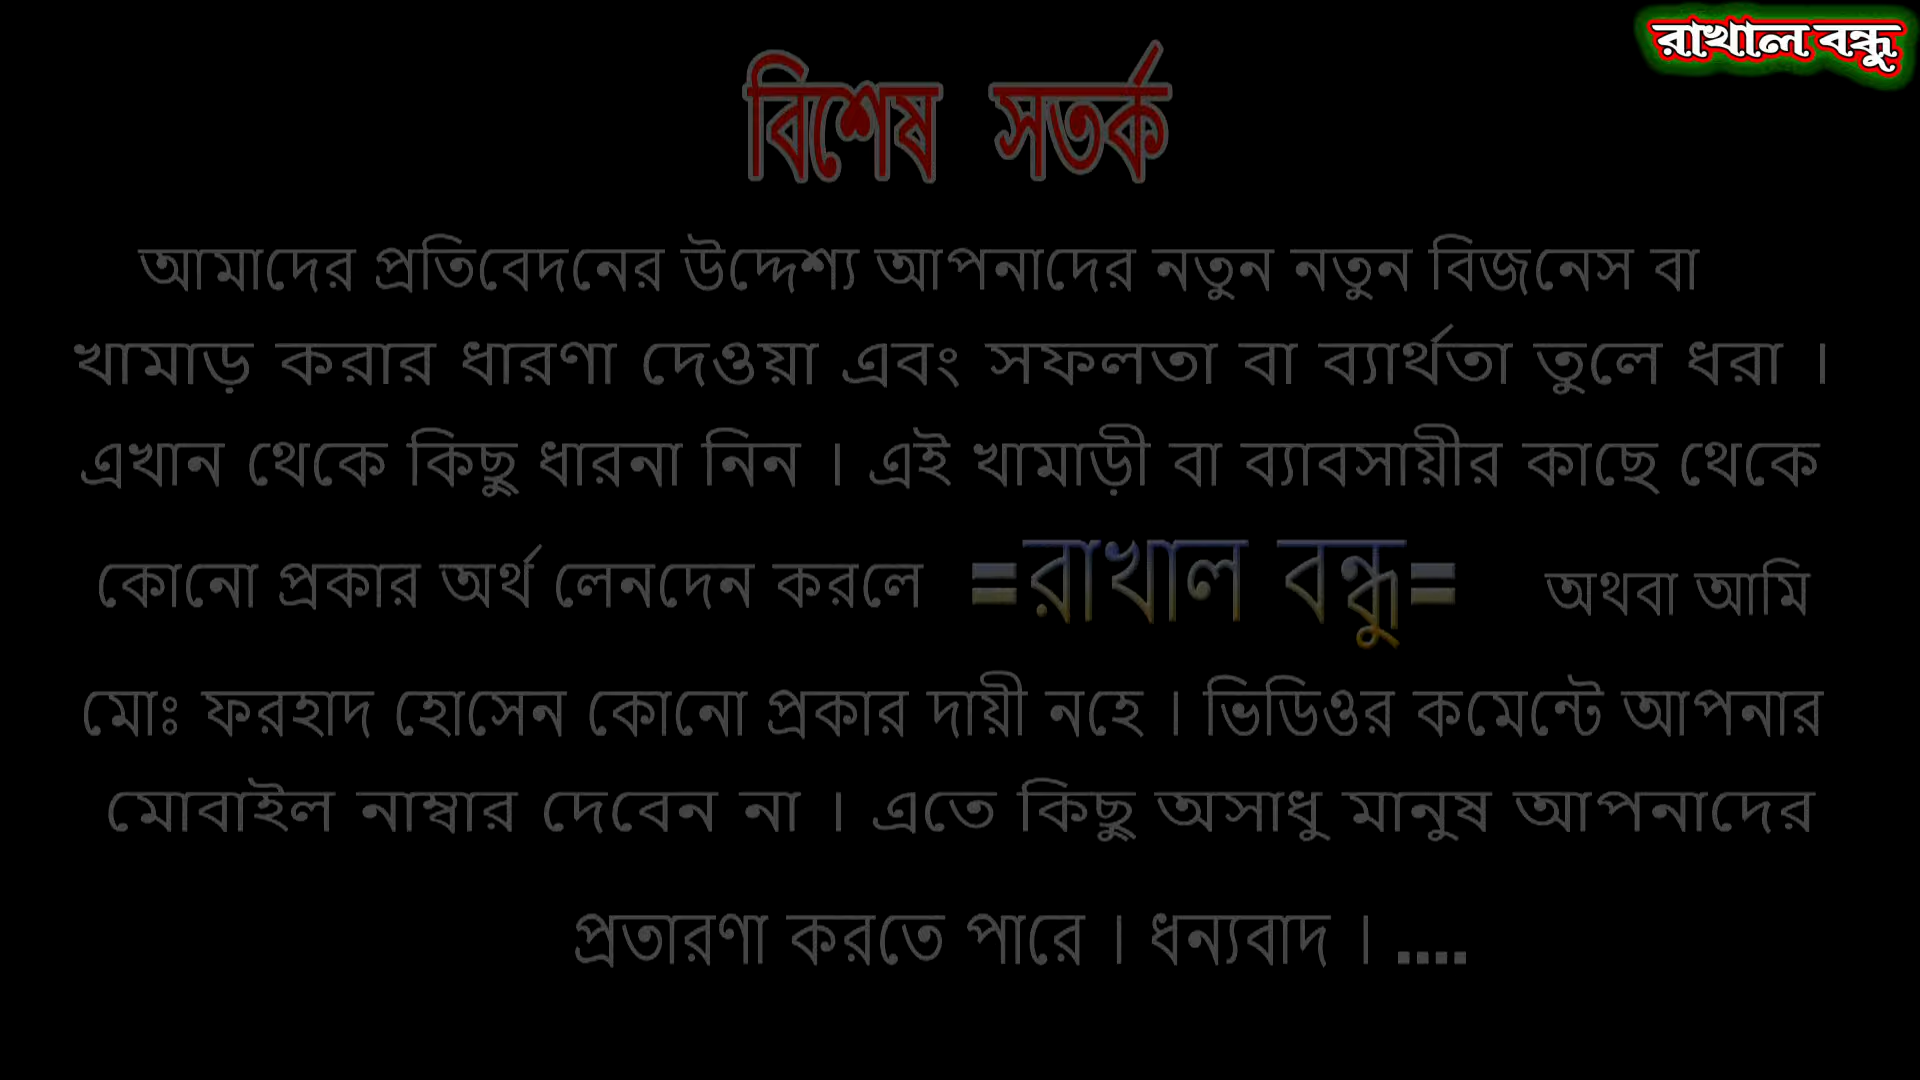 রাখাল বন্ধু
বিশেষ সতর্ক
আমাদের প্রতিবেদনের উদ্দেশ্য আপনাদের নতুন নতুন বিজনেস বা
খামাড় করার ধারণা দেওয়া এবং সফলতা বা ব্যার্থতা তুলে ধরা ।
এখান থেকে কিছু ধারনা নিন । এই খামাড়ী বা ব্যাবসায়ীর কাছে থেকে
কোনো প্রকার অর্থ লেনদেন করলে =রাখাল বন্ধু= অথবা আমি
মোঃ ফরহাদ হোসেন কোনো প্রকার দায়ী নহে । ভিডিওর কমেন্টে আপনার
মোবাইল নাম্বার দেবেন না । এতে কিছু অসাধু মানুষ আপনাদের
প্রতারণা করতে পারে । ধন্যবাদ । ....